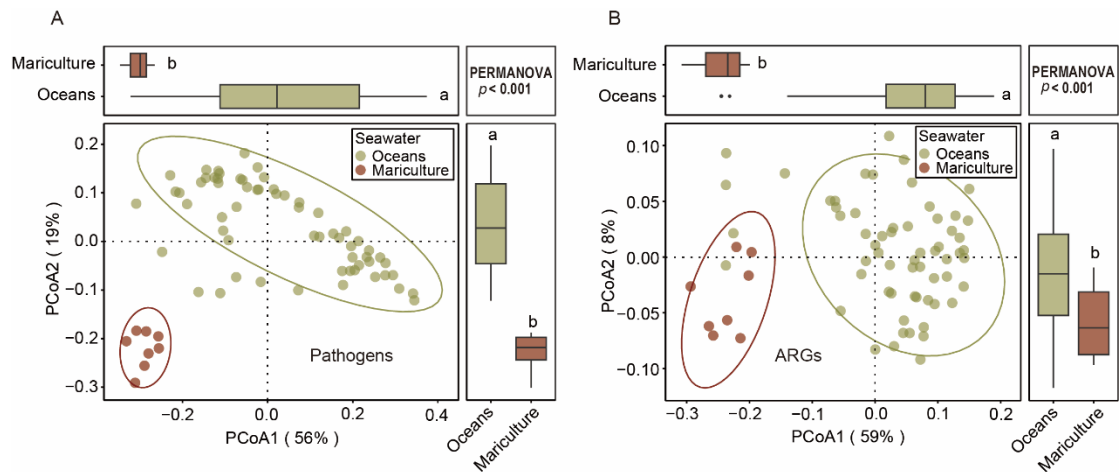 A
Mariculture
b
Oceans
a
PERMANOVA
p < 0.001
Seawater
Oceans
Mariculture
0.2
0.1
0.0
−0.1
−0.2
−0.3
PCoA2 ( 19% )
Pathogens
−0.2
0.0
0.2
0.4
PCoA1 ( 56% )
a
b
Oceans
Mariculture
B
Mariculture
b
Oceans
a
PERMANOVA
p < 0.001
Seawater
Oceans
Mariculture
0.10
0.05
0.00
−0.05
−0.10
PCoA2 ( 8% )
ARGs
−0.3
−0.2
−0.1
0.0
0.1
0.2
PCoA1 ( 59% )
a
b
Oceans
Mariculture